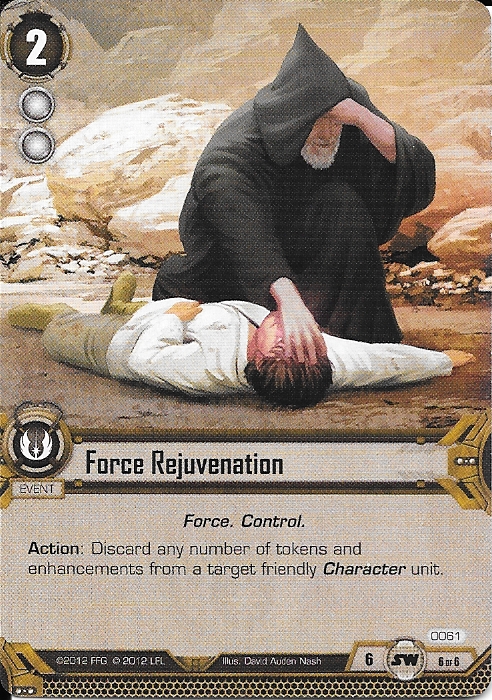 2
Force Rejuvenation
EVENT
Force. Control.
Action: Discard any number of tokens and
enhancements from a target friendly Character unit.
0061
©2012 FFG © 2012 LFL
Illus. David Auden Nash
6
SW
6 OF 6